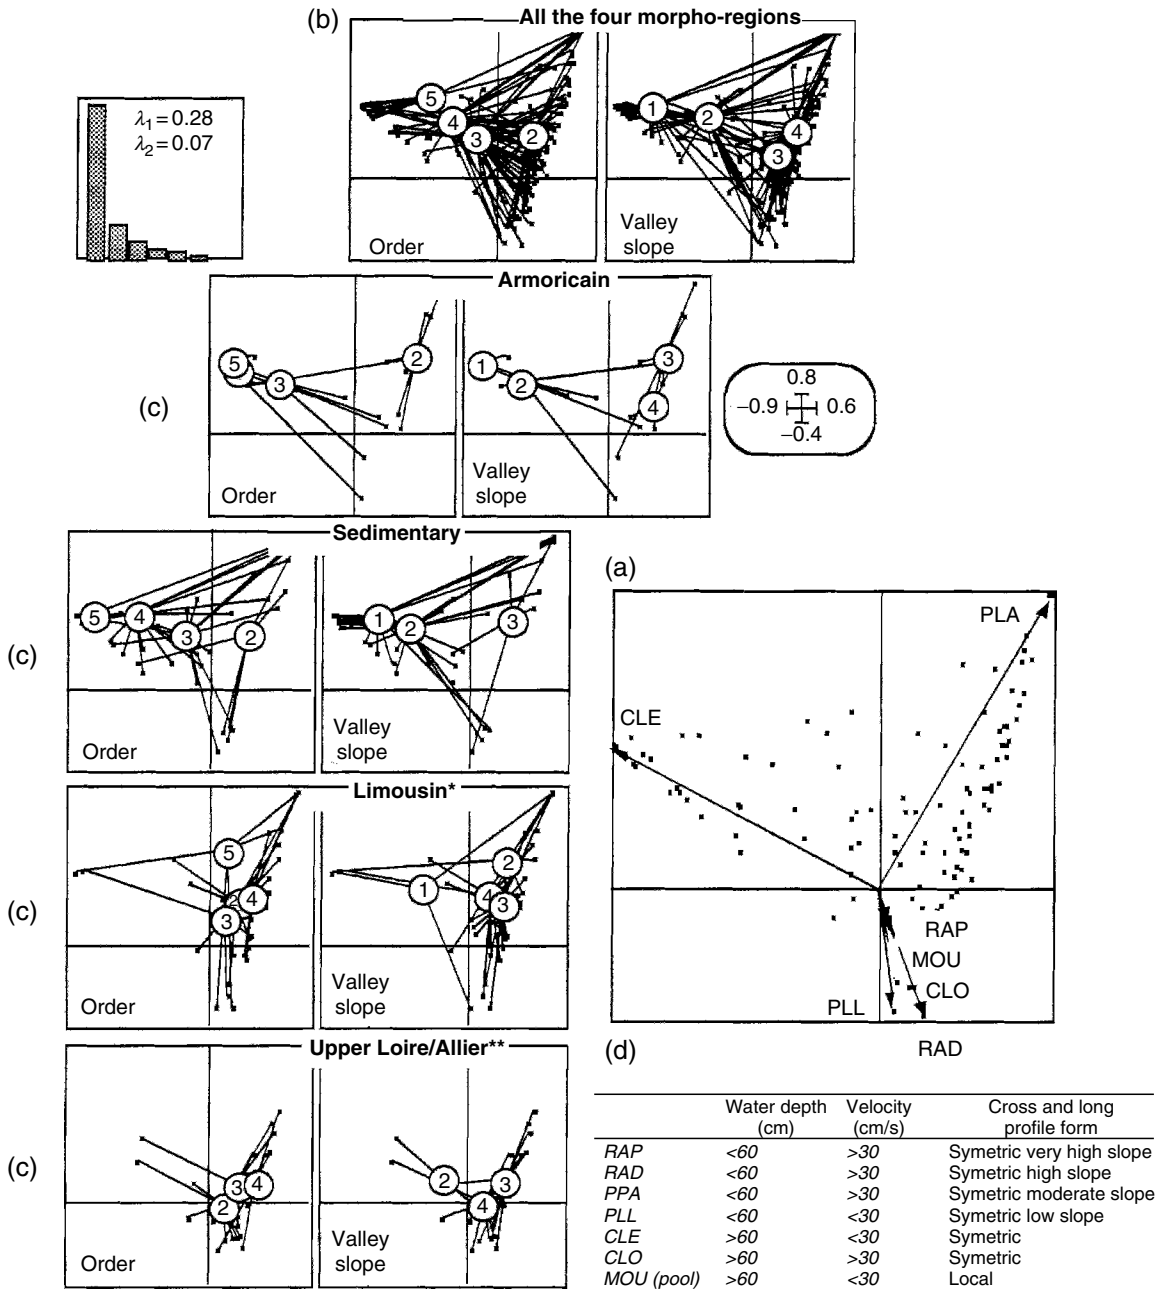 (b)
All the four morpho-regions
λ1=0.28
λ2=0.07
5
4
3
2
Order
1
2
4
3
Valley
slope
Armoricain
(c)
5
3
2
Order
1
2
3
4
Valley
slope
0.8
−0.9
0.6
−0.4
Sedimentary
(c)
5
4
3
2
Order
1
2
3
Valley
slope
Limousin*
(c)
5
2
4
3
Order
2
1
4
3
Valley
slope
Upper Loire/Allier**
(c)
3
4
2
Order
2
3
4
Valley
slope
(a)
PLA
CLE
RAP
MOU
CLO
PLL
RAD
(d)
Water depth (cm) Velocity (cm/s) Cross and long profile form
RAP <60 >30 Symetric very high slope
RAD <60 >30 Symetric high slope
PPA <60 >30 Symetric moderate slope
PLL <60 <30 Symetric low slope
CLE >60 <30 Symetric
CLO >60 >30 Symetric
MOU (pool) >60 <30 Local